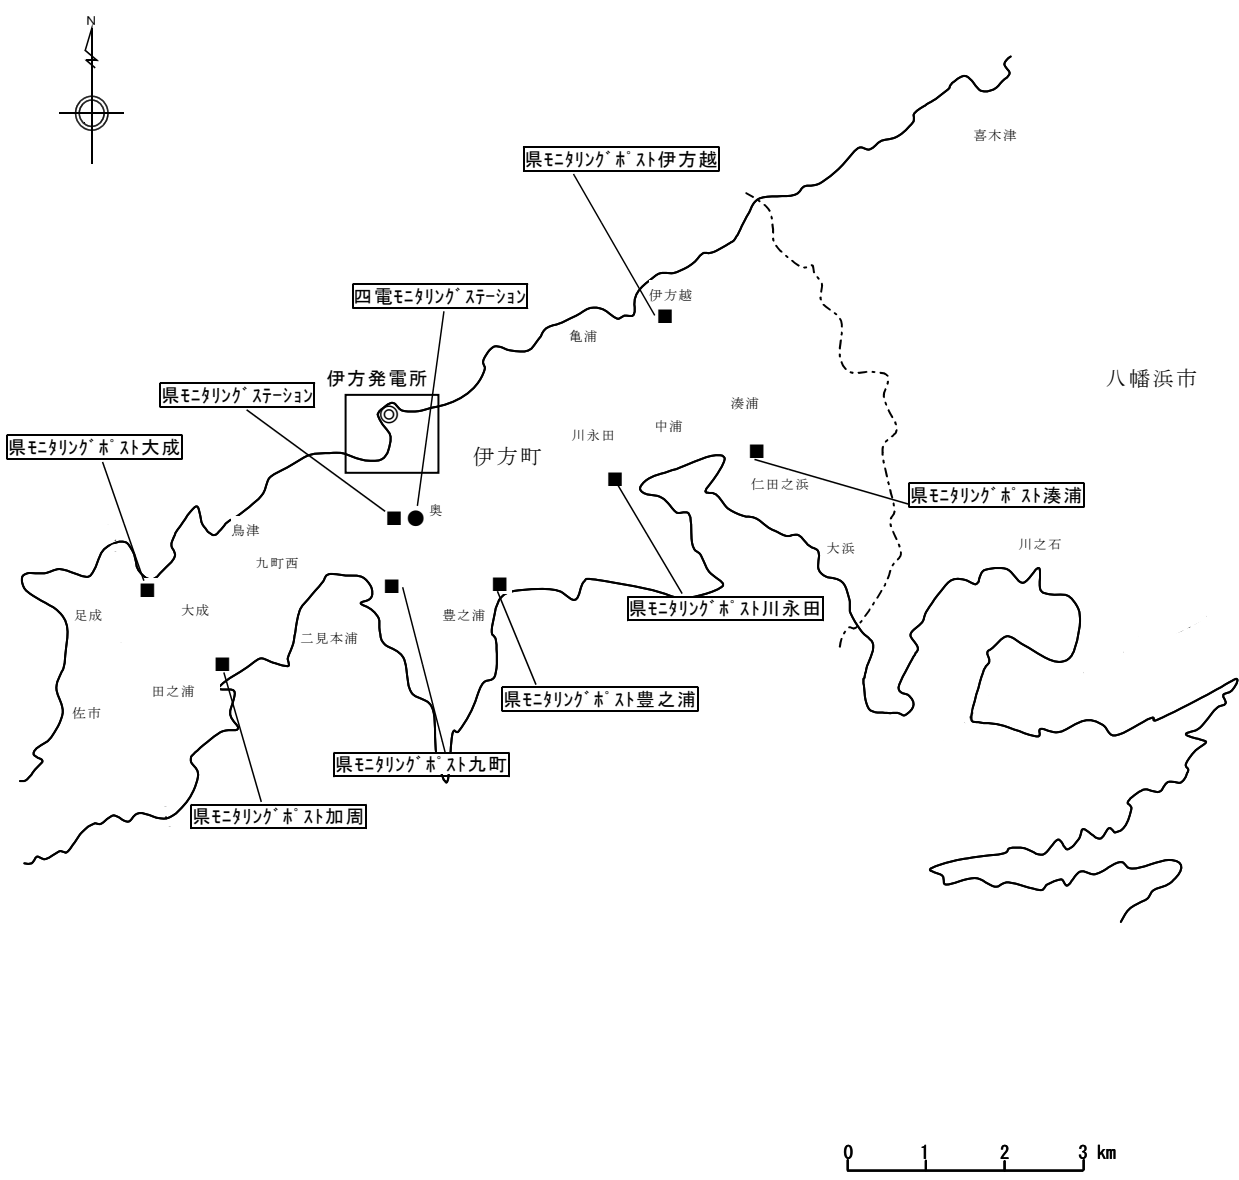 N
喜木津
県ﾓﾆﾀﾘﾝｸﾞﾎﾟｽﾄ伊方越
四電ﾓﾆﾀﾘﾝｸﾞｽﾃｰｼｮﾝ
伊方越
亀浦
伊方発電所
八幡浜市
県ﾓﾆﾀﾘﾝｸﾞｽﾃｰｼｮﾝ
湊浦
中浦
川永田
県ﾓﾆﾀﾘﾝｸﾞﾎﾟｽﾄ大成
伊方町
仁田之浜
県ﾓﾆﾀﾘﾝｸﾞﾎﾟｽﾄ湊浦
奥
鳥津
川之石
大浜
九町西
足成
大成
豊之浦
県ﾓﾆﾀﾘﾝｸﾞﾎﾟｽﾄ川永田
二見本浦
田之浦
県ﾓﾆﾀﾘﾝｸﾞﾎﾟｽﾄ豊之浦
佐市
県ﾓﾆﾀﾘﾝｸﾞﾎﾟｽﾄ九町
県ﾓﾆﾀﾘﾝｸﾞﾎﾟｽﾄ加周
0 1 2 3 km